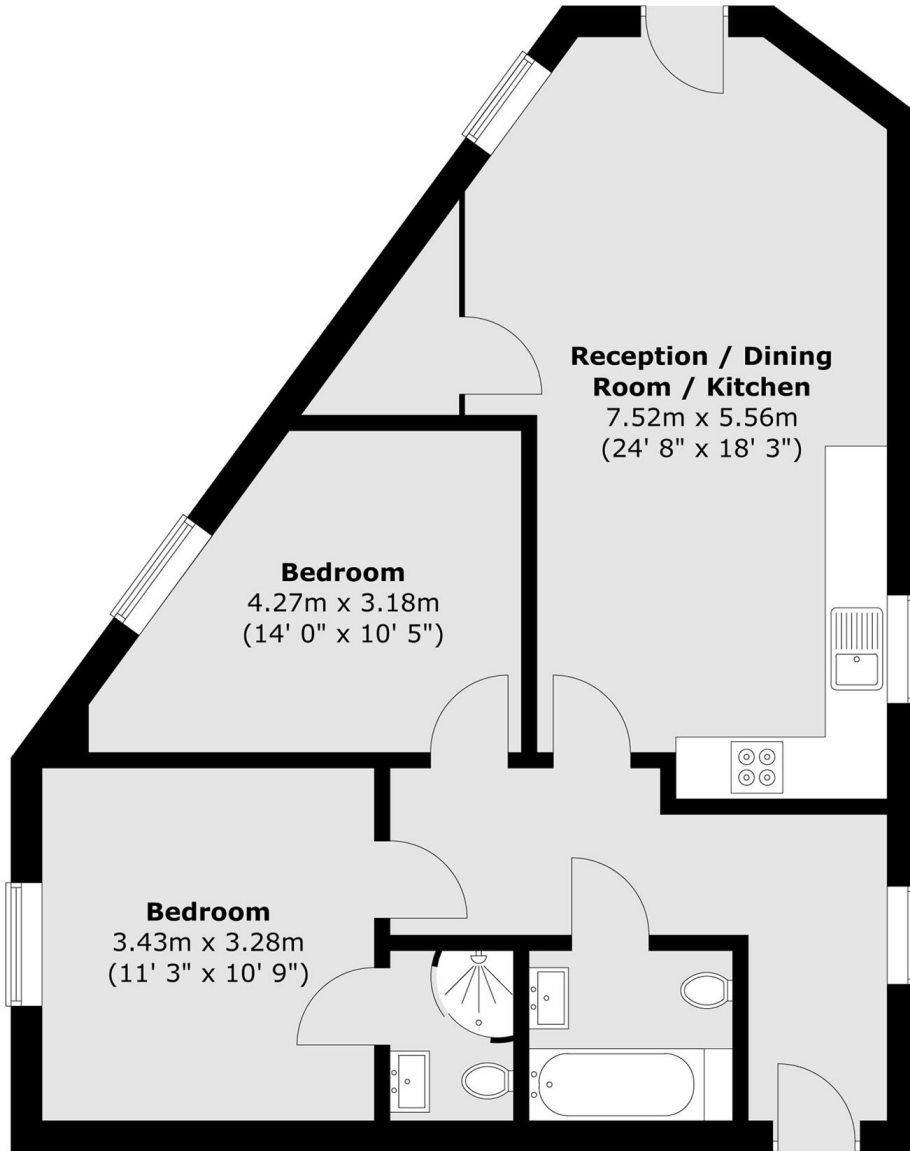 Reception / Dining
Room / Kitchen
7.52m x 5.56m
(24' 8" x 18' 3")
Bedroom
4.27m x 3.18m
(14' 0" x 10' 5")
Bedroom
3.43m x 3.28m
(11' 3" x 10' 9")